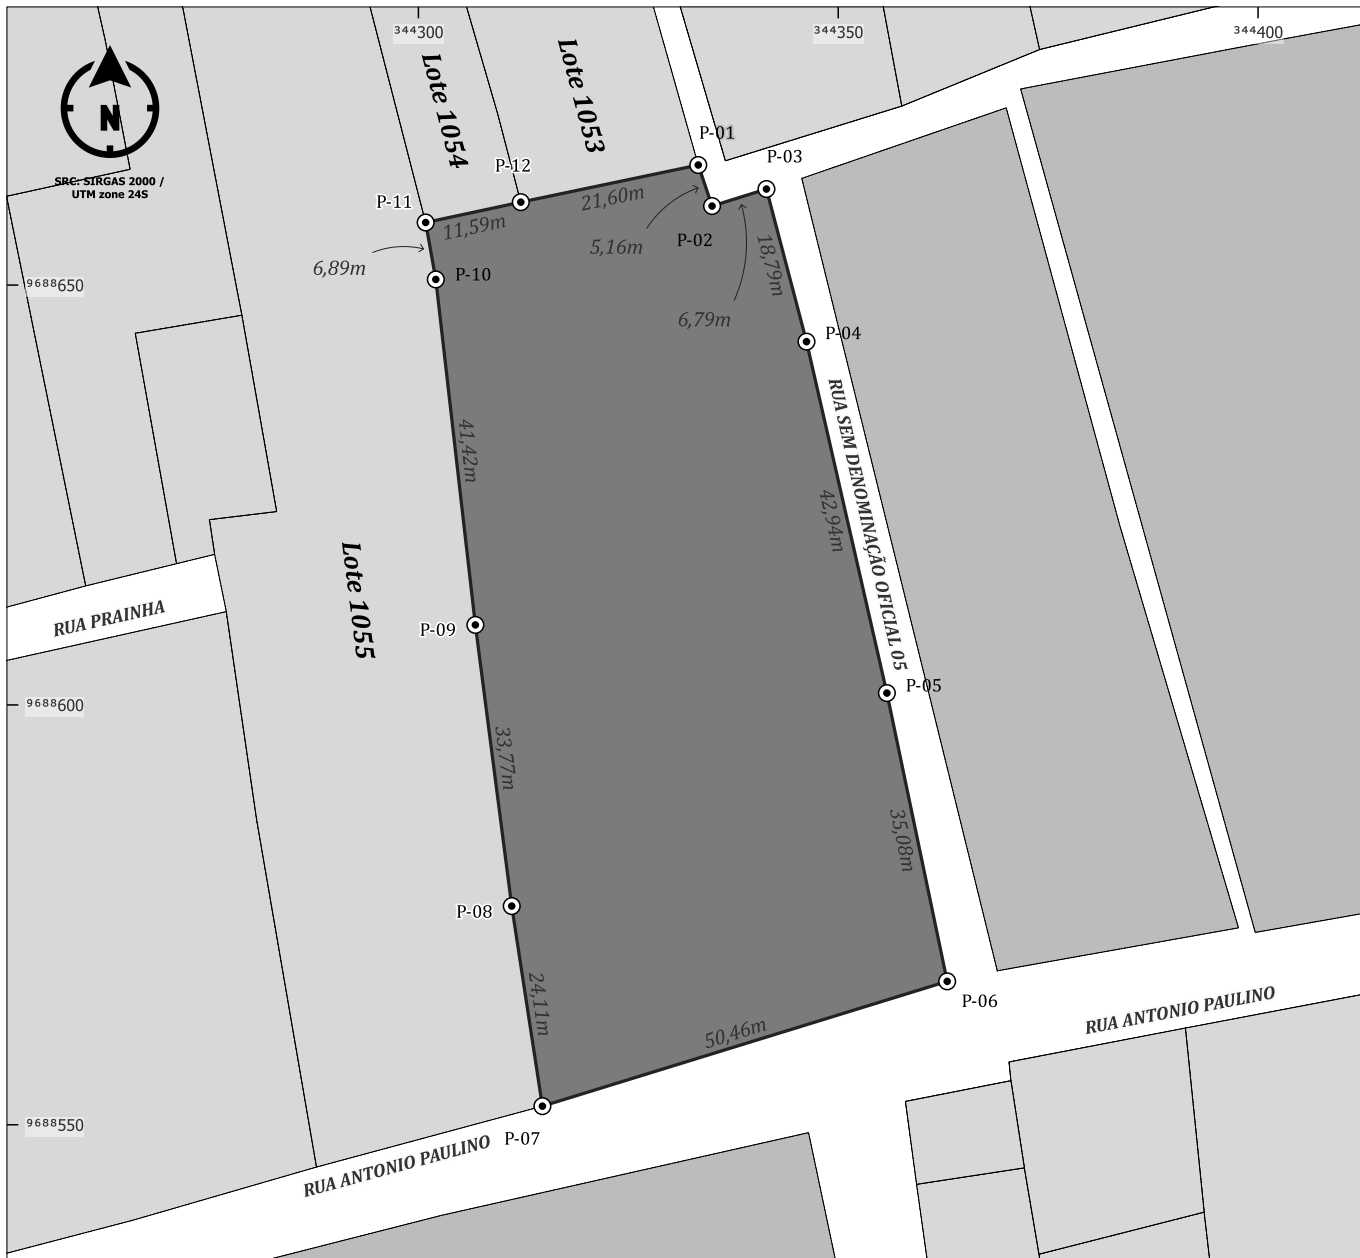 344300
344350
344400
N
SRC: SIRGAS 2000 /
UTM zone 24S
Lote 1054
Lote 1053
P-01
P-03
P-12
P-11
21,60m
11,59m
5,16m
P-02
18,79m
6,89m
P-10
9688650
6,79m
P-04
RUA SEM DENOMINAÇÃO OFICIAL 05
41,42m
42,94m
Lote 1055
RUA PRAINHA
P-09
P-05
9688600
33,77m
35,08m
P-08
24,11m
P-06
RUA ANTONIO PAULINO
50,46m
9688550
P-07
RUA ANTONIO PAULINO